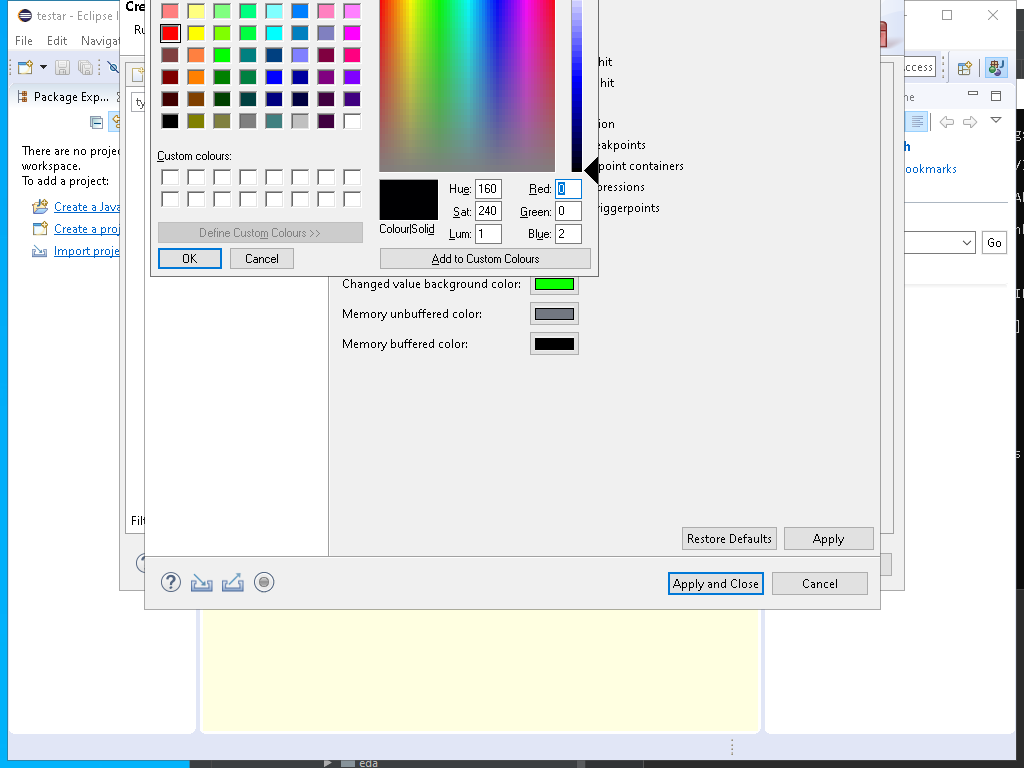 testar - Eclipse I
File Edit Navigat
Cre
Ru
Package Exp...
ty
There are no projec
workspace.
To add a project:
Create a Java
Create a proj
Import proje
Filt
Custom colours:
Define Custom Colours >>
OK Cancel
Colour|Solid
Hue: 160 Red: 0
Sat: 240 Green: 0
Lum: 1 Blue: 2
Add to Custom Colours
hit
hit
ion
eakpoints
point containers
pressions
riggerpoints
Changed value background color:
Memory unbuffered color:
Memory buffered color:
Restore Defaults Apply
Apply and Close Cancel
ccess
ne
h
ookmarks
Go
eda